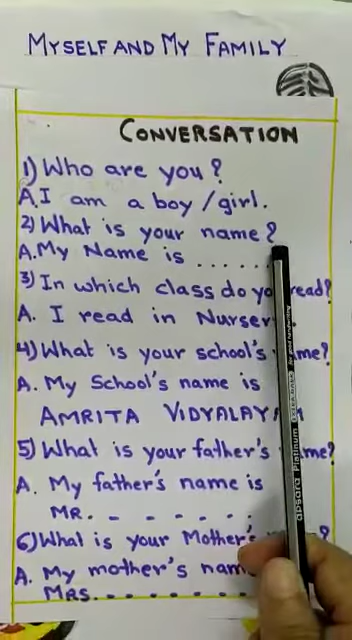 MYSELF AND MY FAMILY
CONVERSATION
1) Who are you?
A. I am a boy / girl.
2) What is your name?
A. My Name is ......
3) In which class do you read?
A. I read in Nursery.
4) What is your school's name?
A. My School's name is
AMRITA VIDYALAYAM
5) What is your father's name?
A. My father's name is
MR. - - - - - - -
6) What is your Mother's ?
A. My mother's name
MRS. - - - - - - -
apsara Platinum